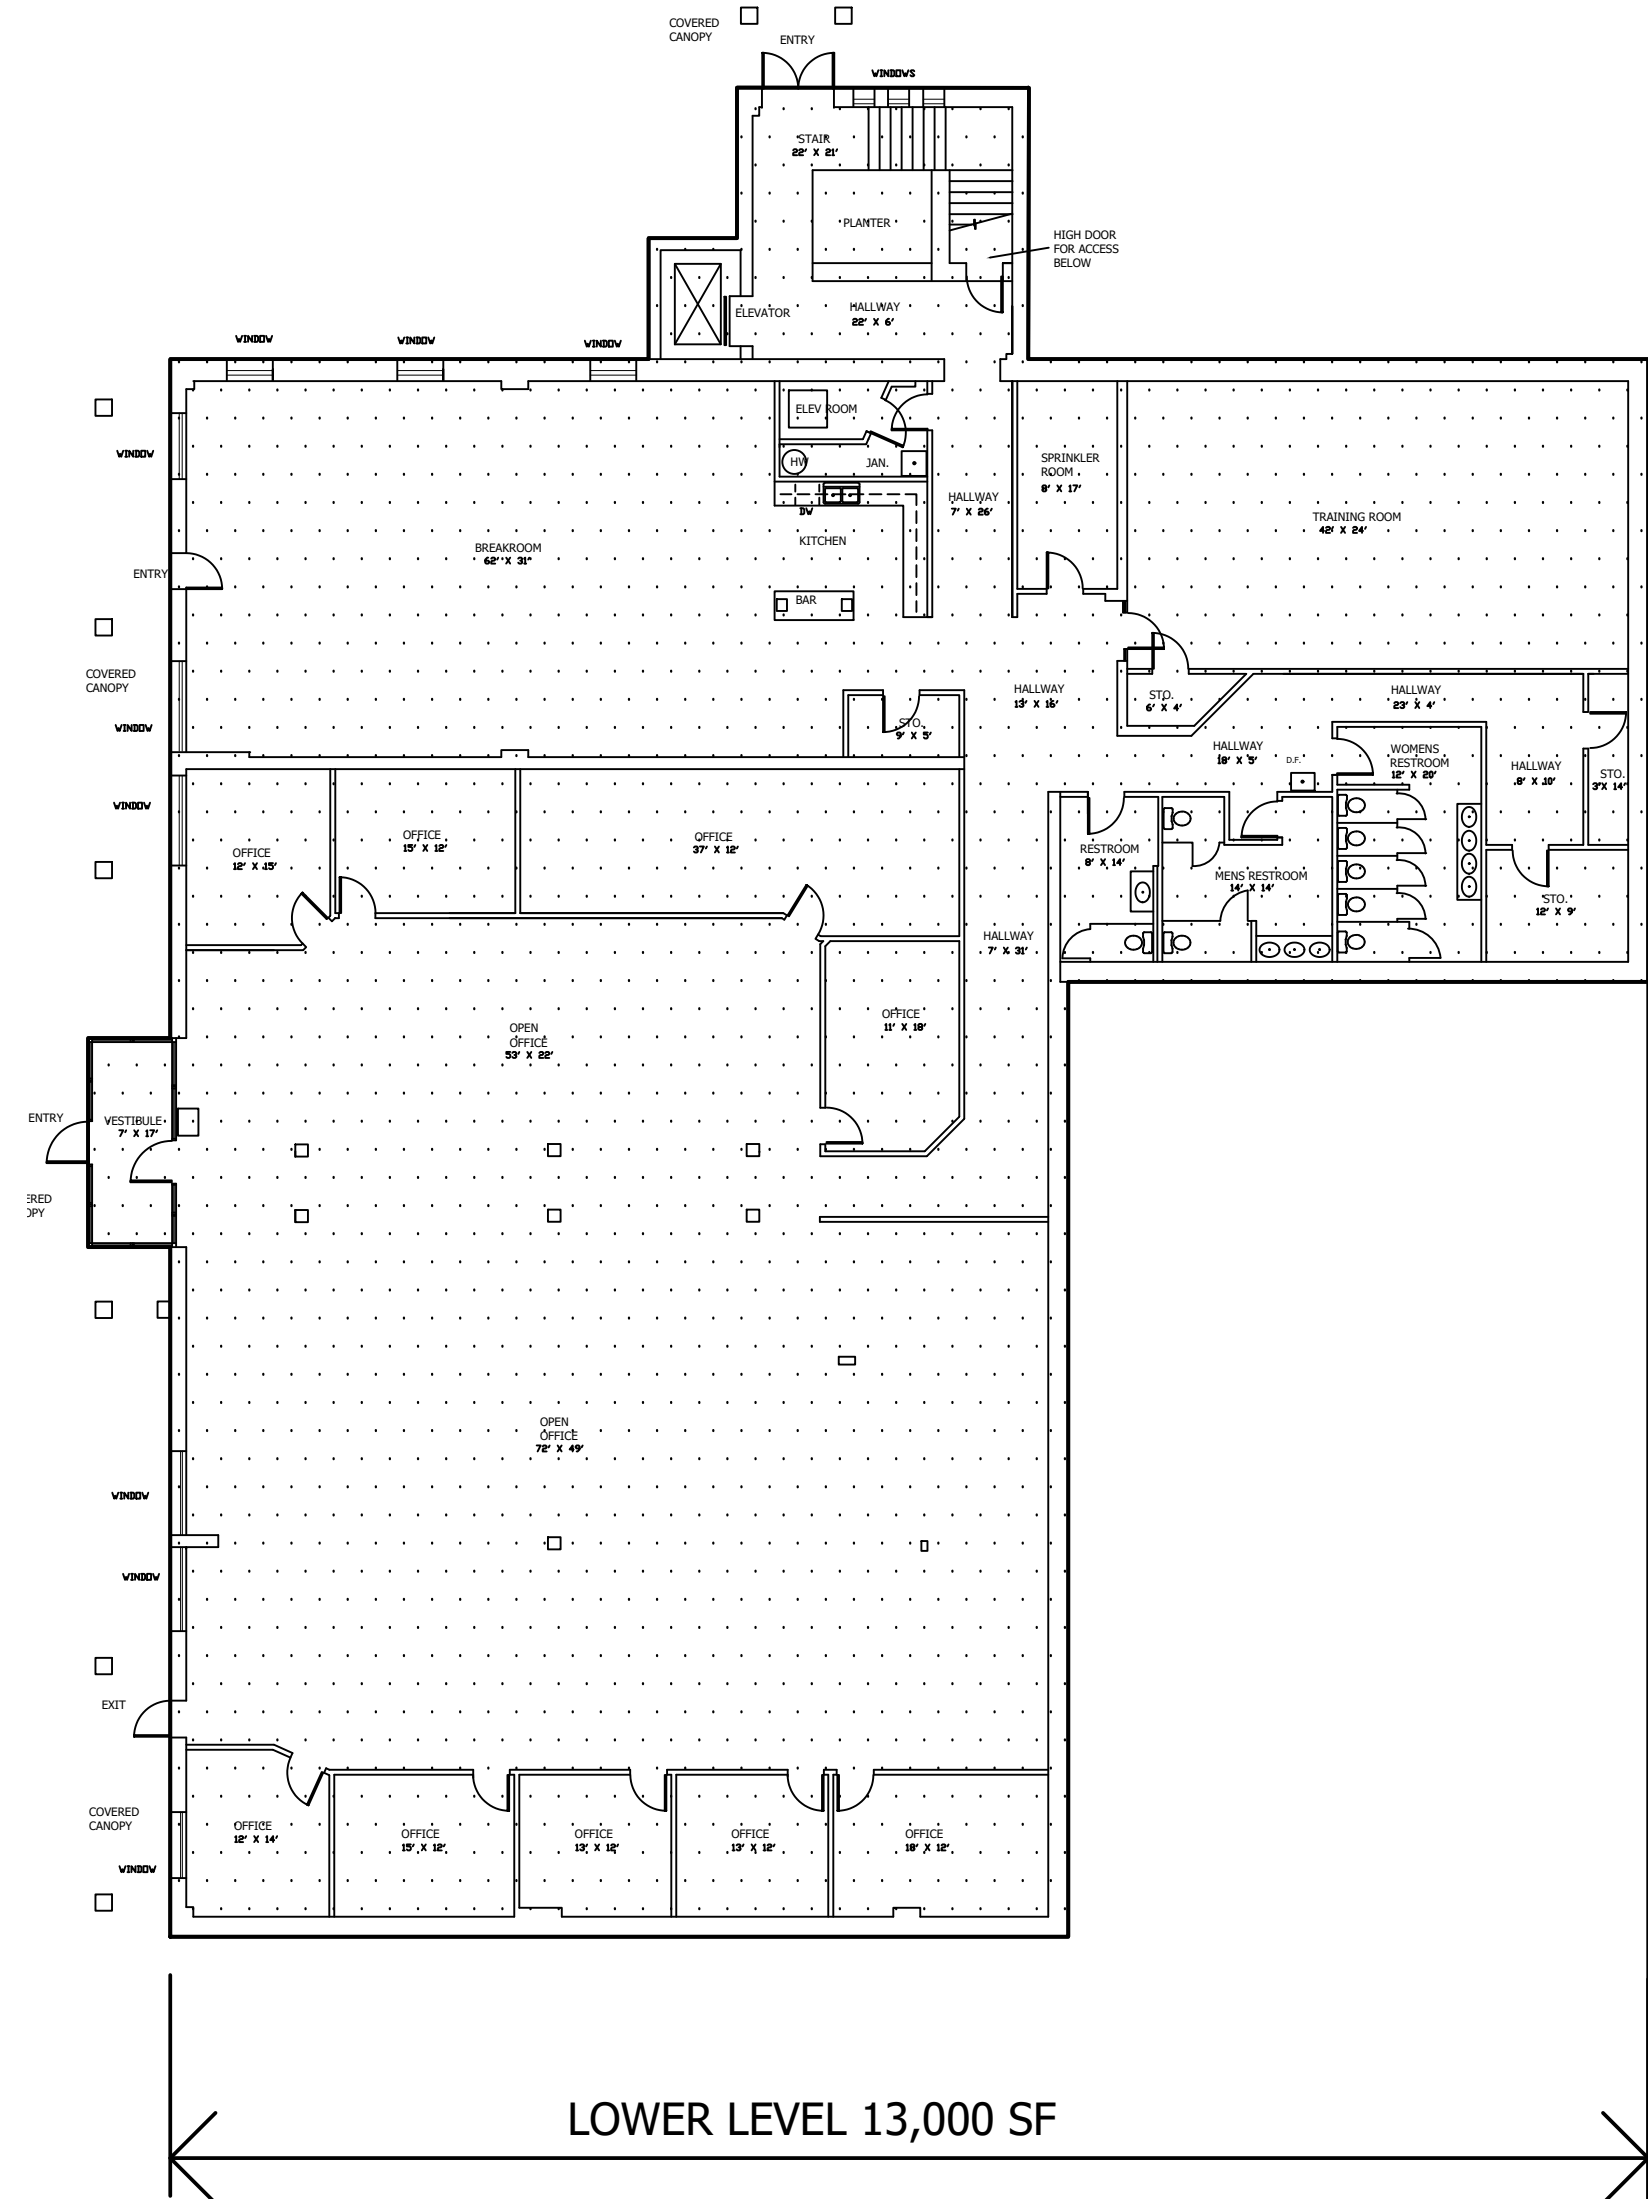 COVERED
CANOPY
ENTRY
WINDOWS
STAIR
22' X 21'
PLANTER
HIGH DOOR
FOR ACCESS
BELOW
ELEVATOR
HALLWAY
22' X 6'
WINDOW
WINDOW
WINDOW
ELEV ROOM
WINDOW
HW
JAN.
SPRINKLER
ROOM
8' X 17'
HALLWAY
7' X 26'
DW
TRAINING ROOM
42' X 24'
KITCHEN
BREAKROOM
62' X 31'
ENTRY
BAR
COVERED
CANOPY
HALLWAY
13' X 16'
STO.
6' X 4'
HALLWAY
23' X 4'
WINDOW
STO.
9' X 5'
HALLWAY
18' X 5'
D.F.
WOMENS
RESTROOM
12' X 20'
HALLWAY
8' X 10'
STO.
3' X 14'
WINDOW
OFFICE
12' X 15'
OFFICE
15' X 12'
OFFICE
37' X 12'
RESTROOM
8' X 14'
MENS RESTROOM
14' X 14'
STO.
12' X 9'
HALLWAY
7' X 31'
OFFICE
11' X 18'
OPEN
OFFICE
53' X 22'
ENTRY
VESTIBULE
7' X 17'
ERED
OPY
OPEN
OFFICE
72' X 49'
WINDOW
WINDOW
EXIT
COVERED
CANOPY
OFFICE
12' X 14'
OFFICE
15' X 12'
OFFICE
13' X 12'
OFFICE
13' X 12'
OFFICE
18' X 12'
WINDOW
LOWER LEVEL 13,000 SF